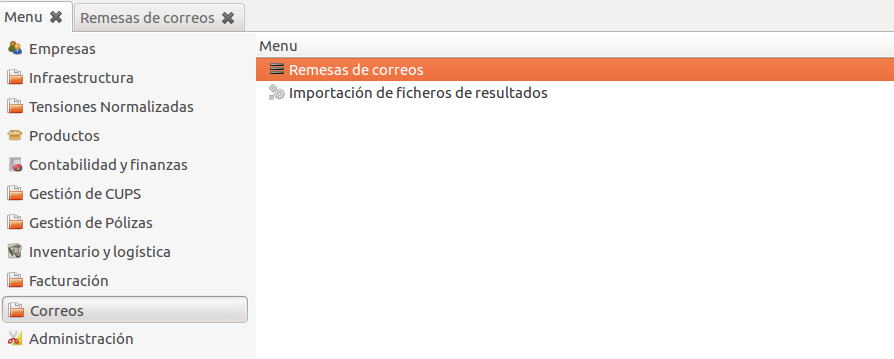 Menu
Remesas de correos
Empresas
Infraestructura
Tensiones Normalizadas
Productos
Contabilidad y finanzas
Gestión de CUPS
Gestión de Pólizas
Inventario y logística
Facturación
Correos
Administración
Menu
Remesas de correos
Importación de ficheros de resultados